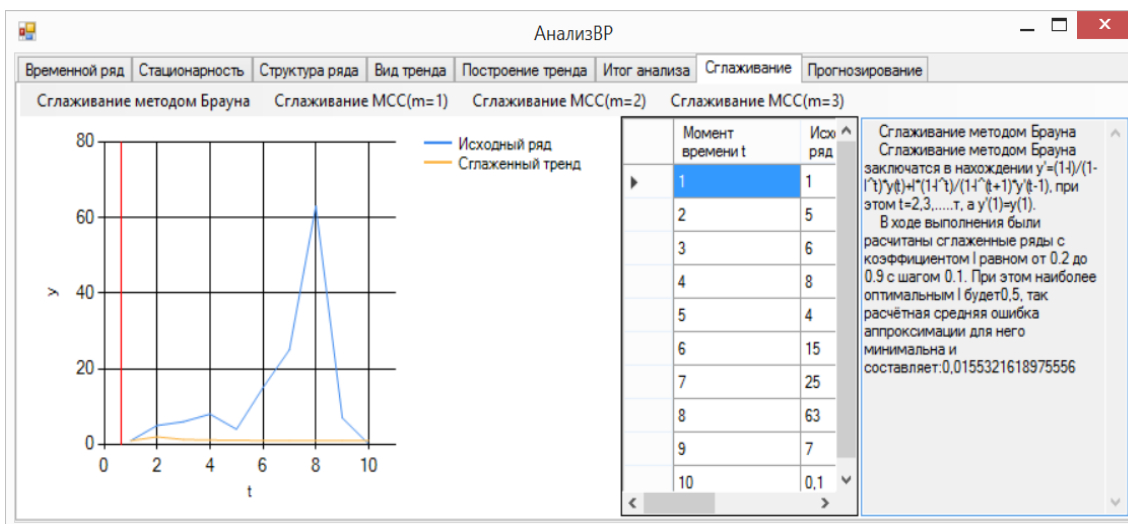 АнализВР
Временной ряд Стационарность Структура ряда Вид тренда Построение тренда Итог анализа Сглаживание Прогнозирование
Сглаживание методом Брауна Сглаживание МСС(m=1) Сглаживание МСС(m=2) Сглаживание МСС(m=3)
80
60
40
20
0
y
0 2 4 6 8 10
t
Исходный ряд
Сглаженный тренд
Момент времени t
Исхо ряд
1 1
2 5
3 6
4 8
5 4
6 15
7 25
8 63
9 7
10 0,1
Сглаживание методом Брауна
Сглаживание методом Брауна
заключатся в нахождении y'=(1-l)/(1-
l^t)*y(t)+l*(1-l^t)/(1-l^(t+1)*y'(t-1), при
этом t=2,3,.....т, а y'(1)=y(1).
В ходе выполнения были
расчитаны сглаженные ряды с
коэффициентом l равном от 0.2 до
0.9 с шагом 0.1. При этом наиболее
оптимальным l будет0,5, так
расчётная средняя ошибка
аппроксимации для него
минимальна и
составляет:0,0155321618975556